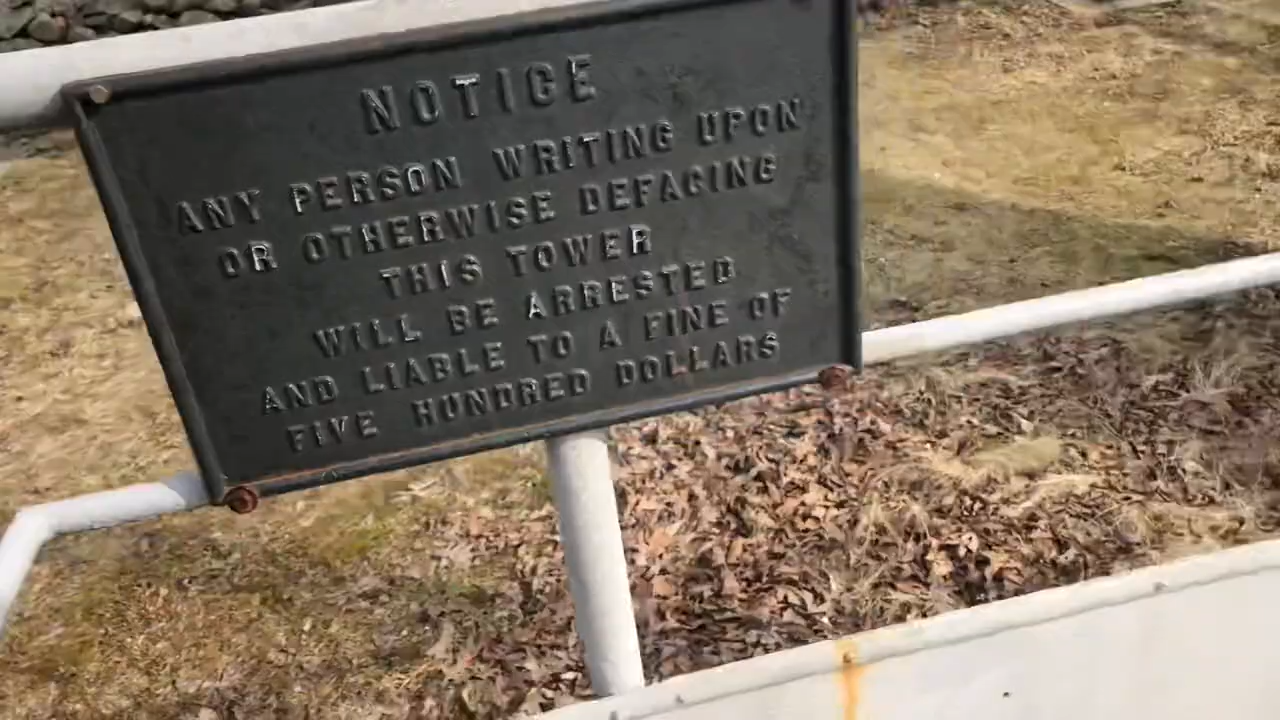 NOTICE
ANY PERSON WRITING UPON
OR OTHERWISE DEFACING
THIS TOWER
WILL BE ARRESTED
AND LIABLE TO A FINE OF
FIVE HUNDRED DOLLARS